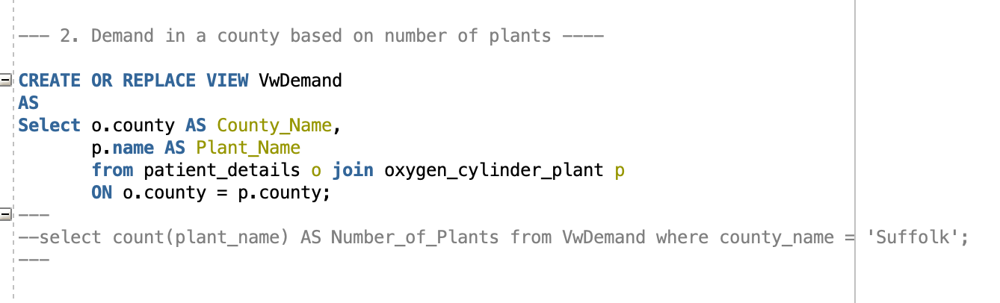 --- 2. Demand in a county based on number of plants ----
CREATE OR REPLACE VIEW VwDemand
AS
Select o.county AS County_Name,
p.name AS Plant_Name
from patient_details o join oxygen_cylinder_plant p
ON o.county = p.county;
---
--select count(plant_name) AS Number_of_Plants from VwDemand where county_name = 'Suffolk';
---